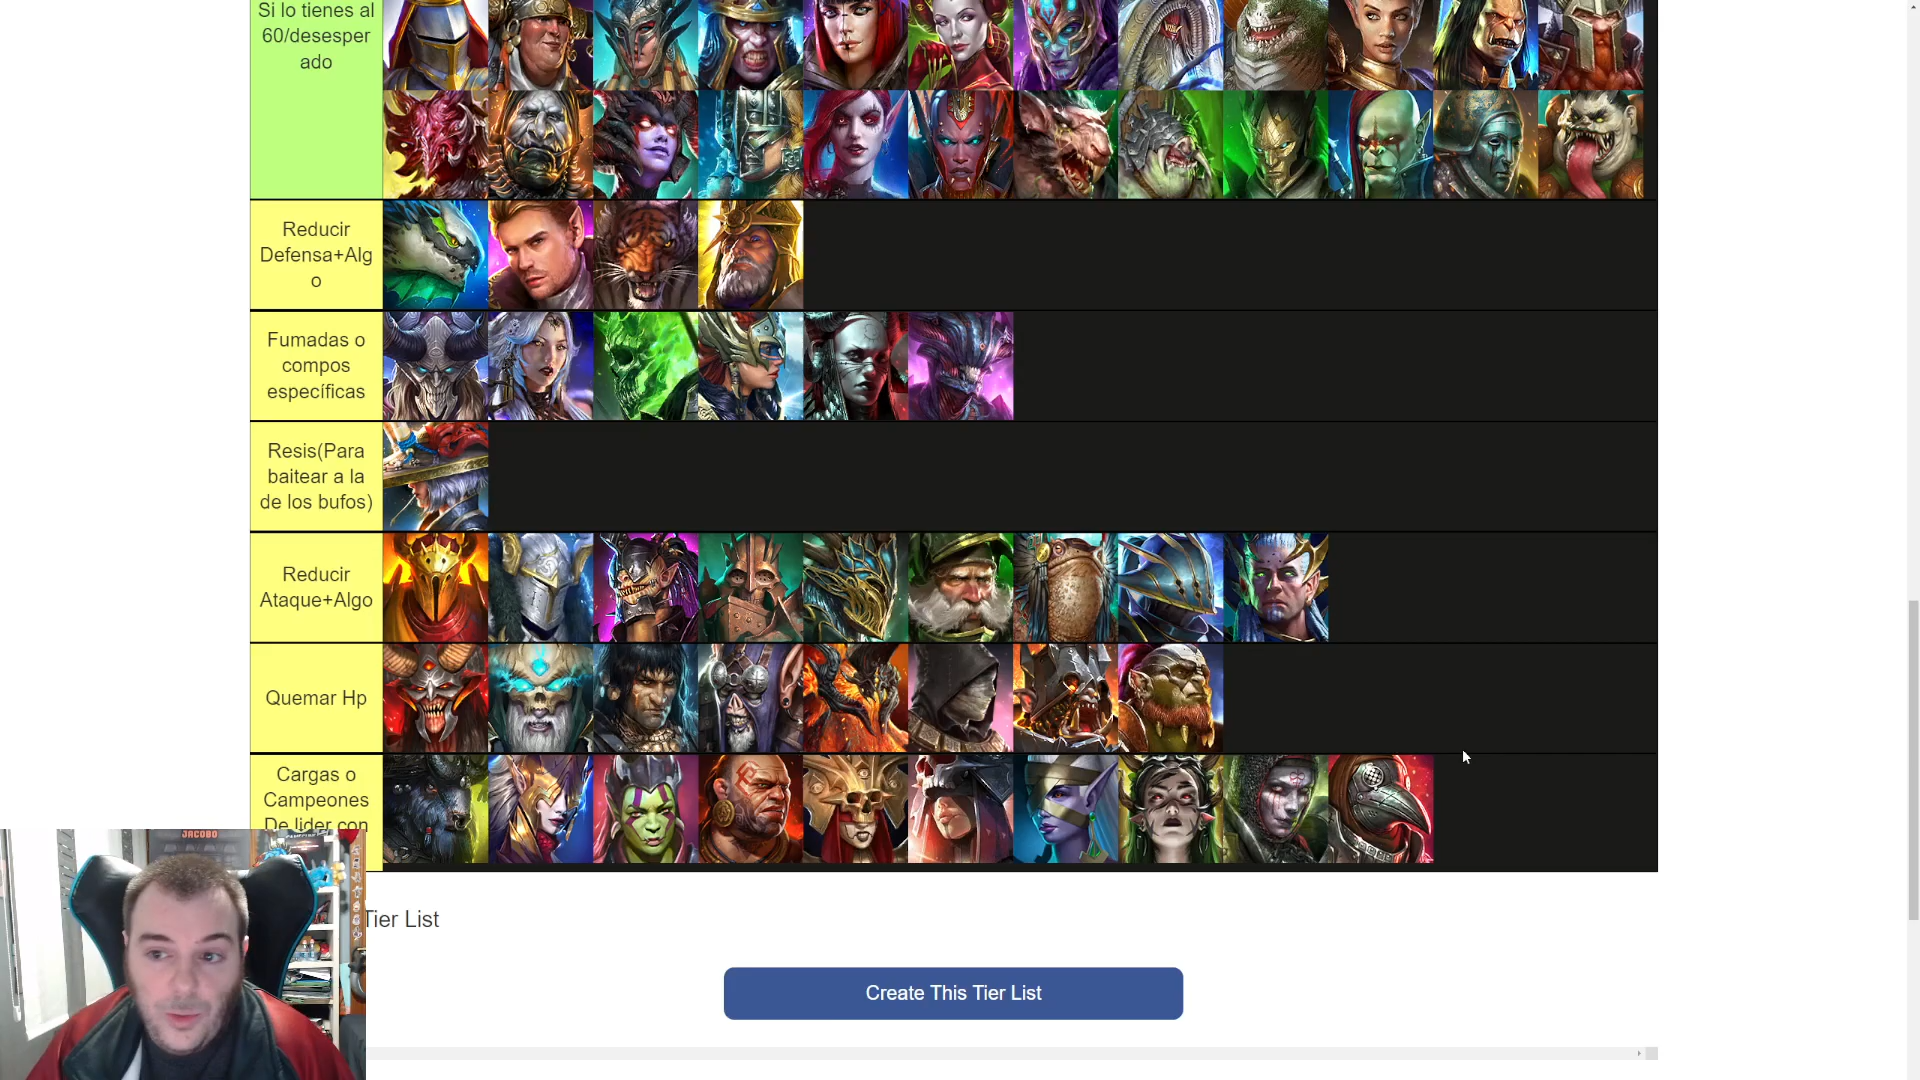 Si lo tienes al
60/desesper
ado
Reducir
Defensa+Alg
o
Fumadas o
compos
específicas
Resis(Para
baitear a la
de los bufos)
Reducir
Ataque+Algo
Quemar Hp
Cargas o
Campeones
De lider con
JACOBO
Tier List
Create This Tier List